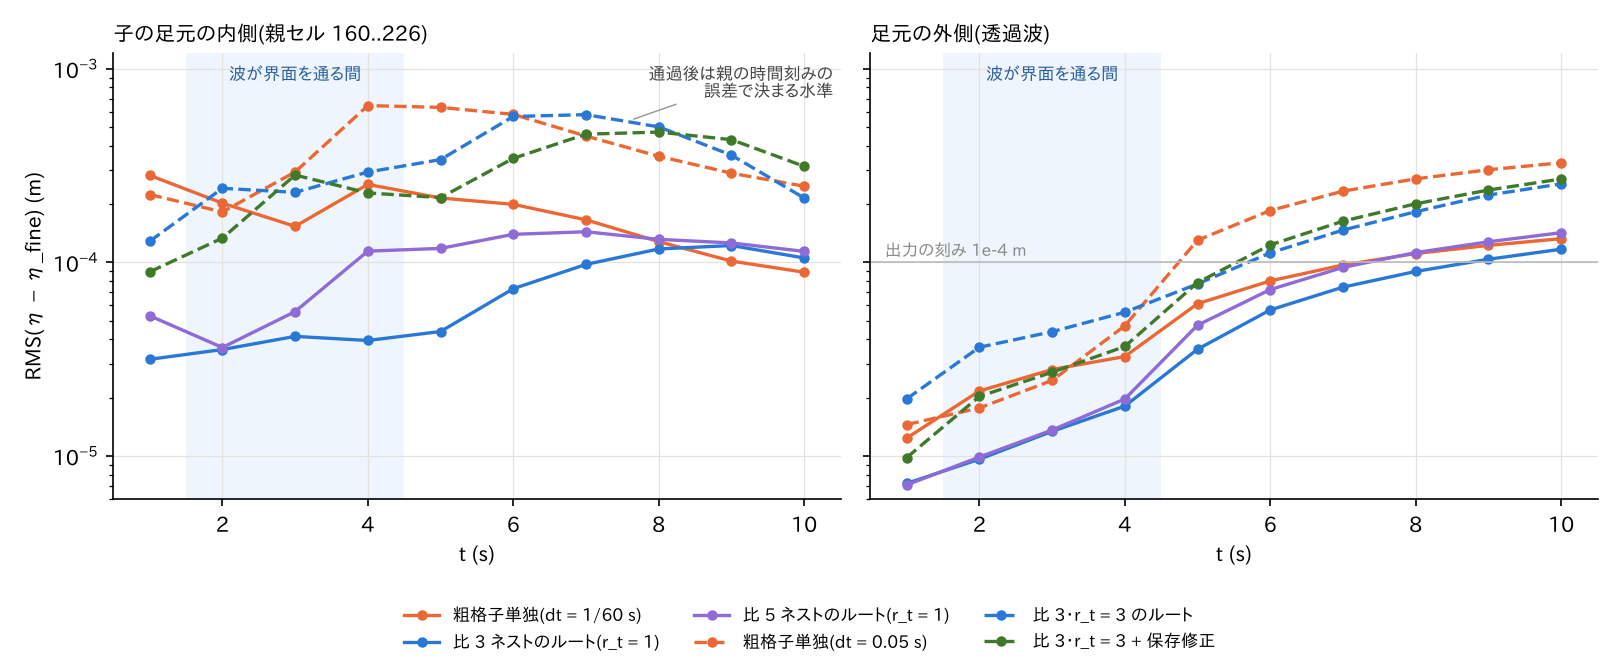 子の足元の内側(親セル 160..226)
足元の外側(透過波)
波が界面を通る間
通過後は親の時間刻みの
誤差で決まる水準
波が界面を通る間
出力の刻み 1e-4 m
10⁻³
10⁻⁴
10⁻⁵
RMS(η − η_fine) (m)
2 4 6 8 10
2 4 6 8 10
t (s)
t (s)
粗格子単独(dt = 1/60 s)
比 3 ネストのルート(r_t = 1)
比 5 ネストのルート(r_t = 1)
粗格子単独(dt = 0.05 s)
比 3･r_t = 3 のルート
比 3･r_t = 3 + 保存修正